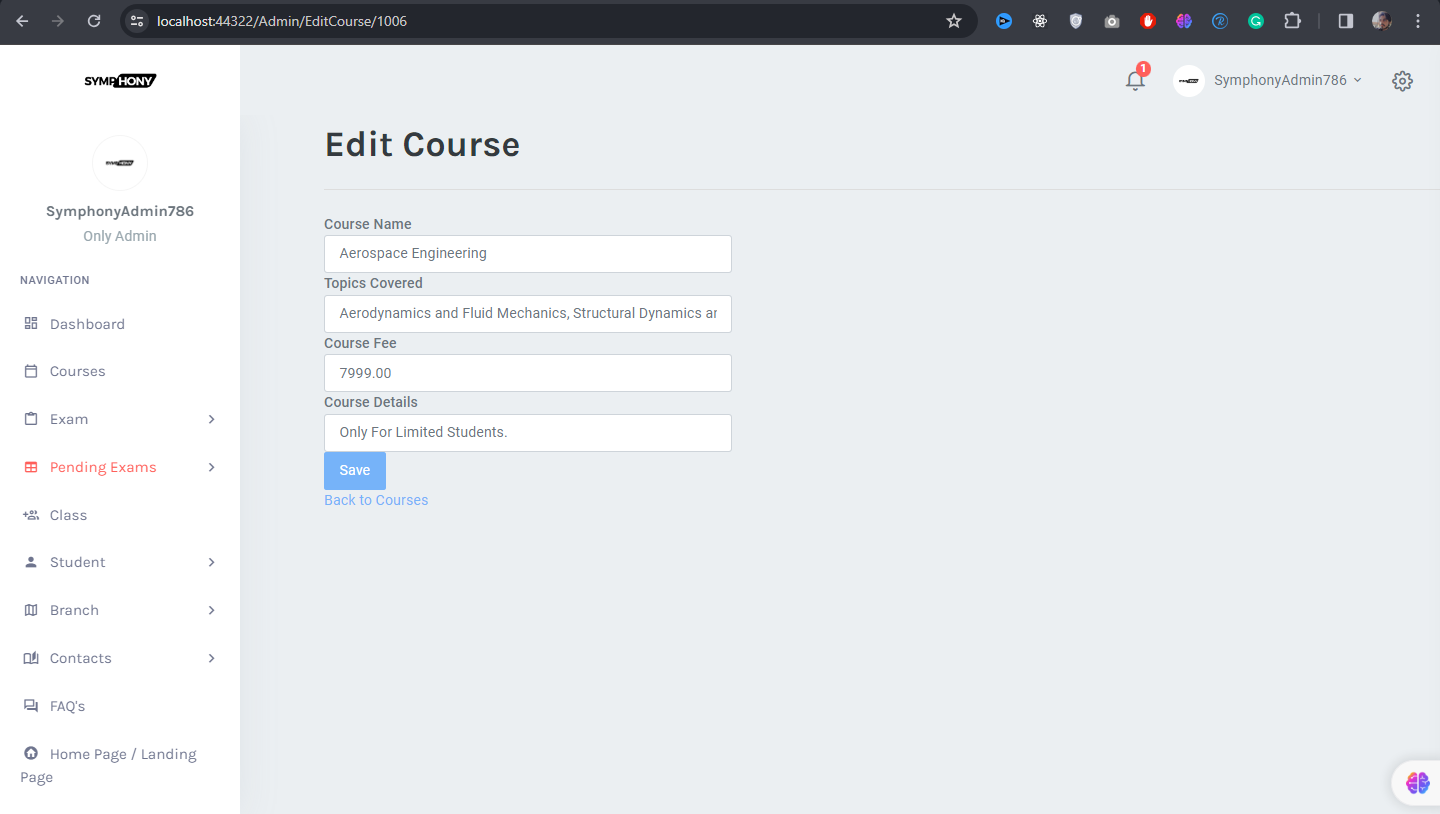 localhost:44322/Admin/EditCourse/1006
SYMPHONY
1
SymphonyAdmin786
SymphonyAdmin786
Only Admin
NAVIGATION
Dashboard
Courses
Exam
Pending Exams
Class
Student
Branch
Contacts
FAQ's
Home Page / Landing
Page
Edit Course
Course Name
Aerospace Engineering
Topics Covered
Aerodynamics and Fluid Mechanics, Structural Dynamics ar
Course Fee
7999.00
Course Details
Only For Limited Students.
Save
Back to Courses